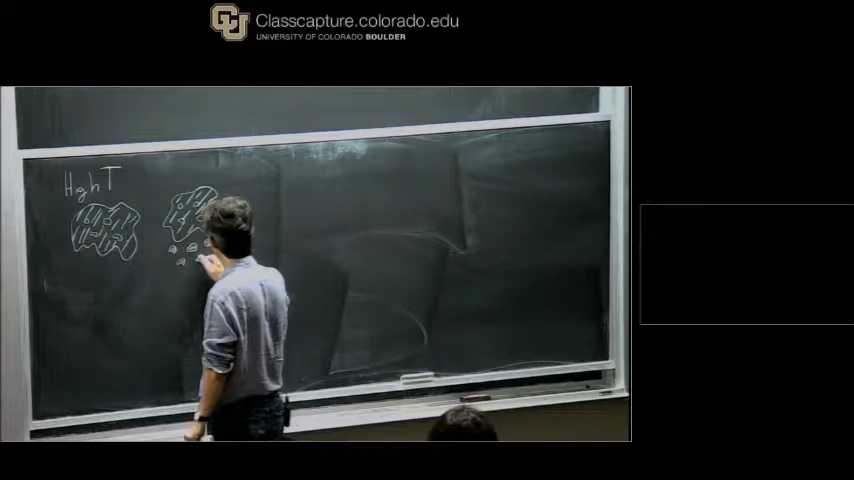 Classcapture.colorado.edu
UNIVERSITY OF COLORADO BOULDER
High T